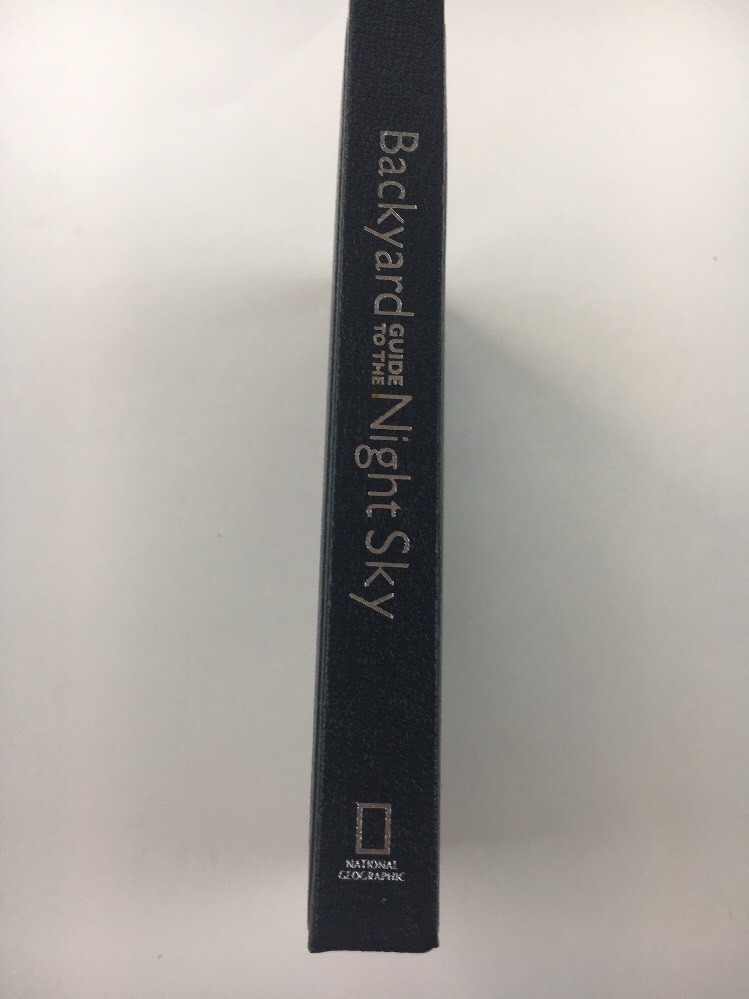 Backyard GUIDE TO THE Night Sky
NATIONAL
GEOGRAPHIC